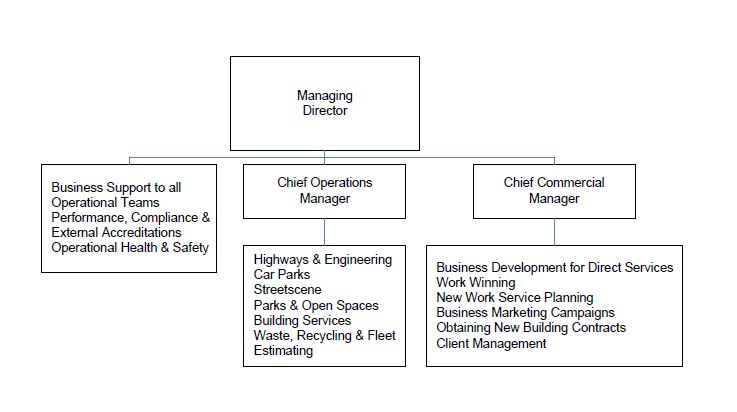 Managing
Director
Business Support to all
Operational Teams
Performance, Compliance &
External Accreditations
Operational Health & Safety
Chief Operations
Manager
Chief Commercial
Manager
Highways & Engineering
Car Parks
Streetscene
Parks & Open Spaces
Building Services
Waste, Recycling & Fleet
Estimating
Business Development for Direct Services
Work Winning
New Work Service Planning
Business Marketing Campaigns
Obtaining New Building Contracts
Client Management